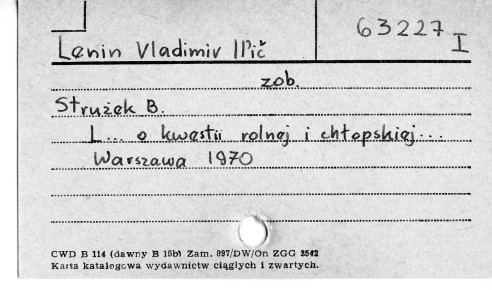 63227 I
Lenin Vladimir Il'ič
zob.
Strużek B.
L... o kwestii rolnej i chłopskiej...
Warszawa 1970
CWD B 114 (dawny B 15b) Zam. 897/DW/On ZGG 2542
Karta katalogowa wydawnictw ciągłych i zwartych.